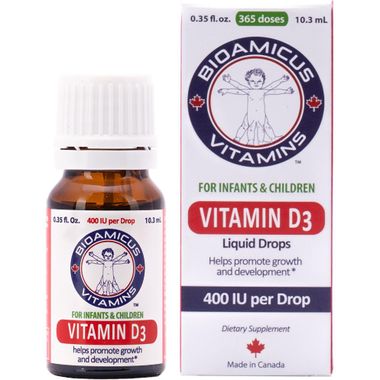 0.35 fl. oz. 365 doses 10.3 mL
BIOAMICUS
VITAMINS
TM
FOR INFANTS & CHILDREN
VITAMIN D3
Liquid Drops
Helps promote growth
and development*
400 IU per Drop
Dietary Supplement
Made in Canada
0.35 fl. Oz. 400 IU per Drop 10.3 mL
BIOAMICUS
VITAMINS
TM
FOR INFANTS & CHILDREN
VITAMIN D3
helps promote growth
and development*